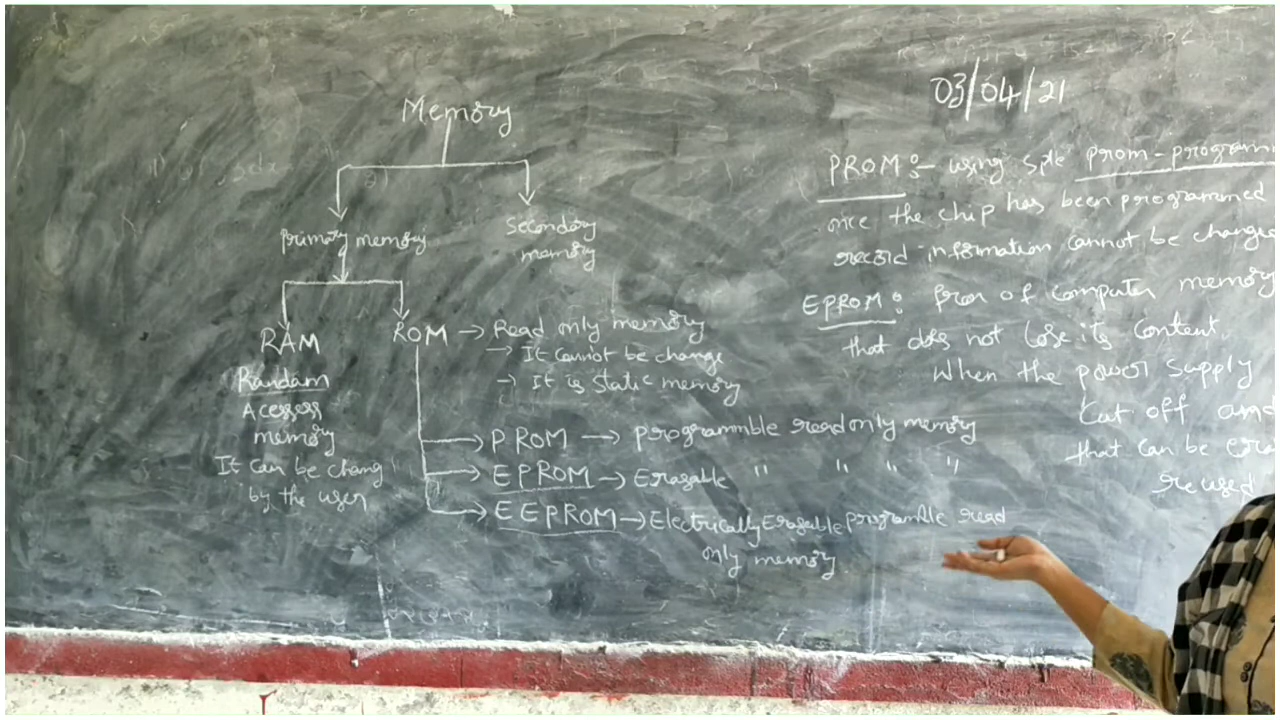 Memory
Primary memory
Secondary
memory
RAM
Random
Acessess
memory
It can be chang
by the user
ROM → Read only memory
→ It cannot be change
→ It is static memory
PROM → programmble read only memory
EPROM → Erasable " " " "
EEPROM → Electrically Erasable programble read
only memory
03/04/21
PROM :- using sple prom-programm
once the chip has been programmed
record information cannot be change
EPROM : from of computer memory
that does not lose its content
When the power supply
cut off and
that can be era
reused